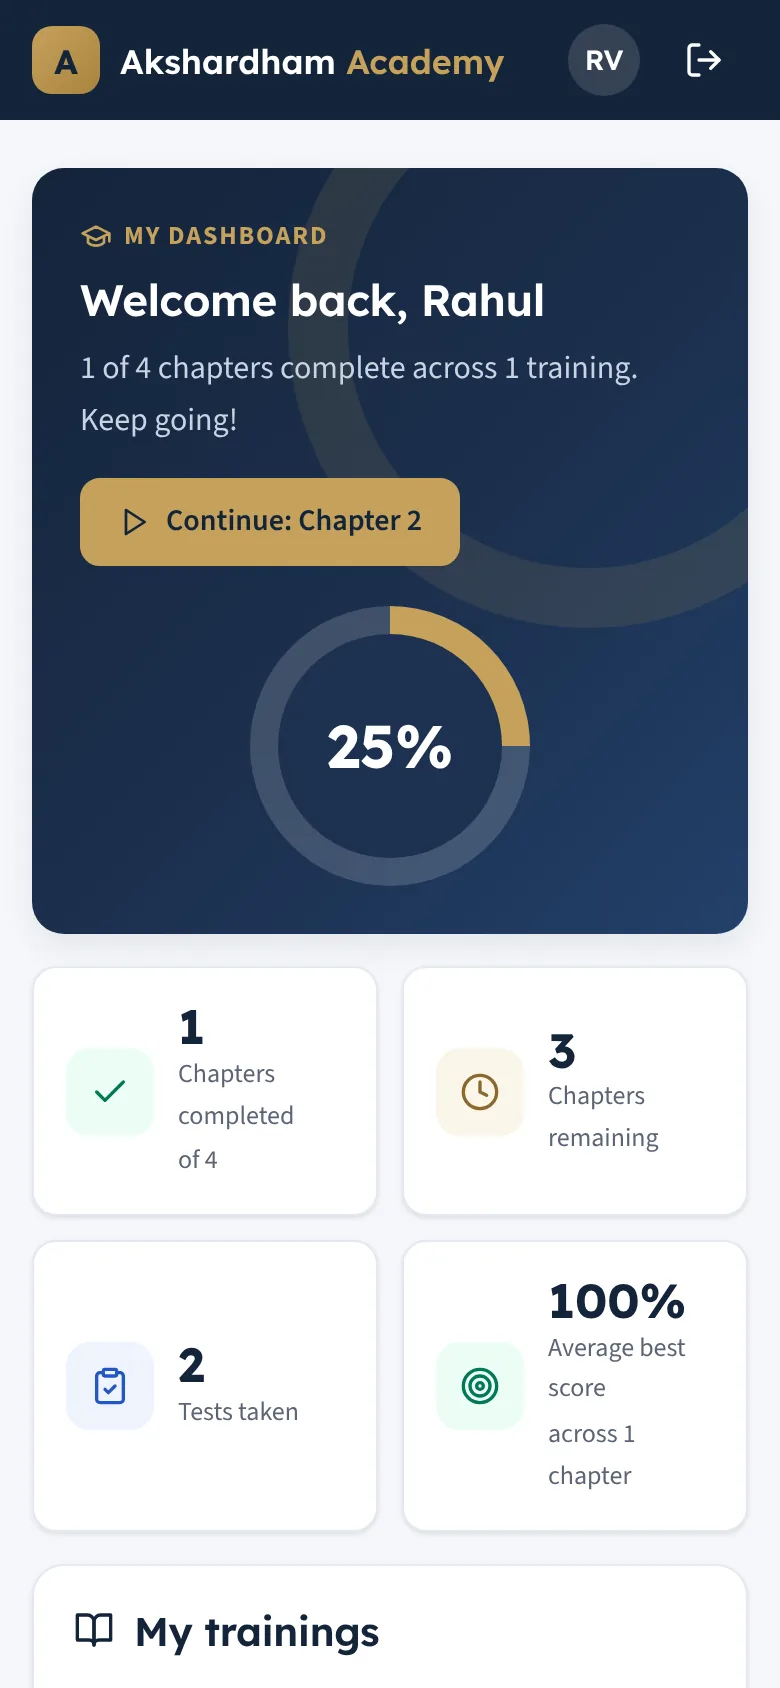 A
Akshardham Academy
RV
MY DASHBOARD
Welcome back, Rahul
1 of 4 chapters complete across 1 training.
Keep going!
Continue: Chapter 2
25%
1
Chapters
completed
of 4
3
Chapters
remaining
2
Tests taken
100%
Average best
score
across 1
chapter
My trainings